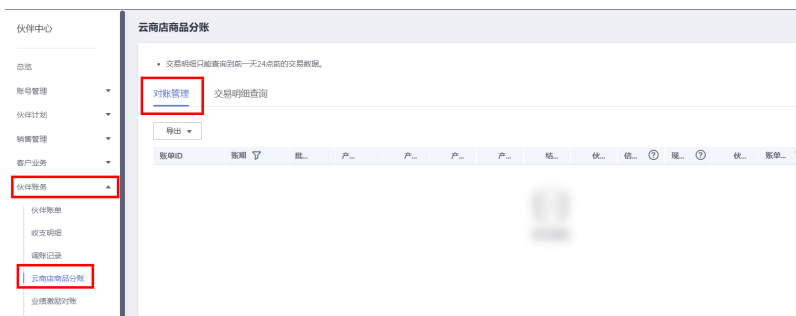 伙伴中心
总览
账号管理
伙伴计划
销售管理
客户业务
伙伴账务
伙伴账单
收支明细
调账记录
云商店商品分账
业绩激励对账
云商店商品分账
• 交易明细只能查询到前一天24点前的交易数据。
对账管理 交易明细查询
导出
账单ID 账期 批... 产... 产... 产... 产... 结... 伙... 信... ? 现... ? 伙... 账单...